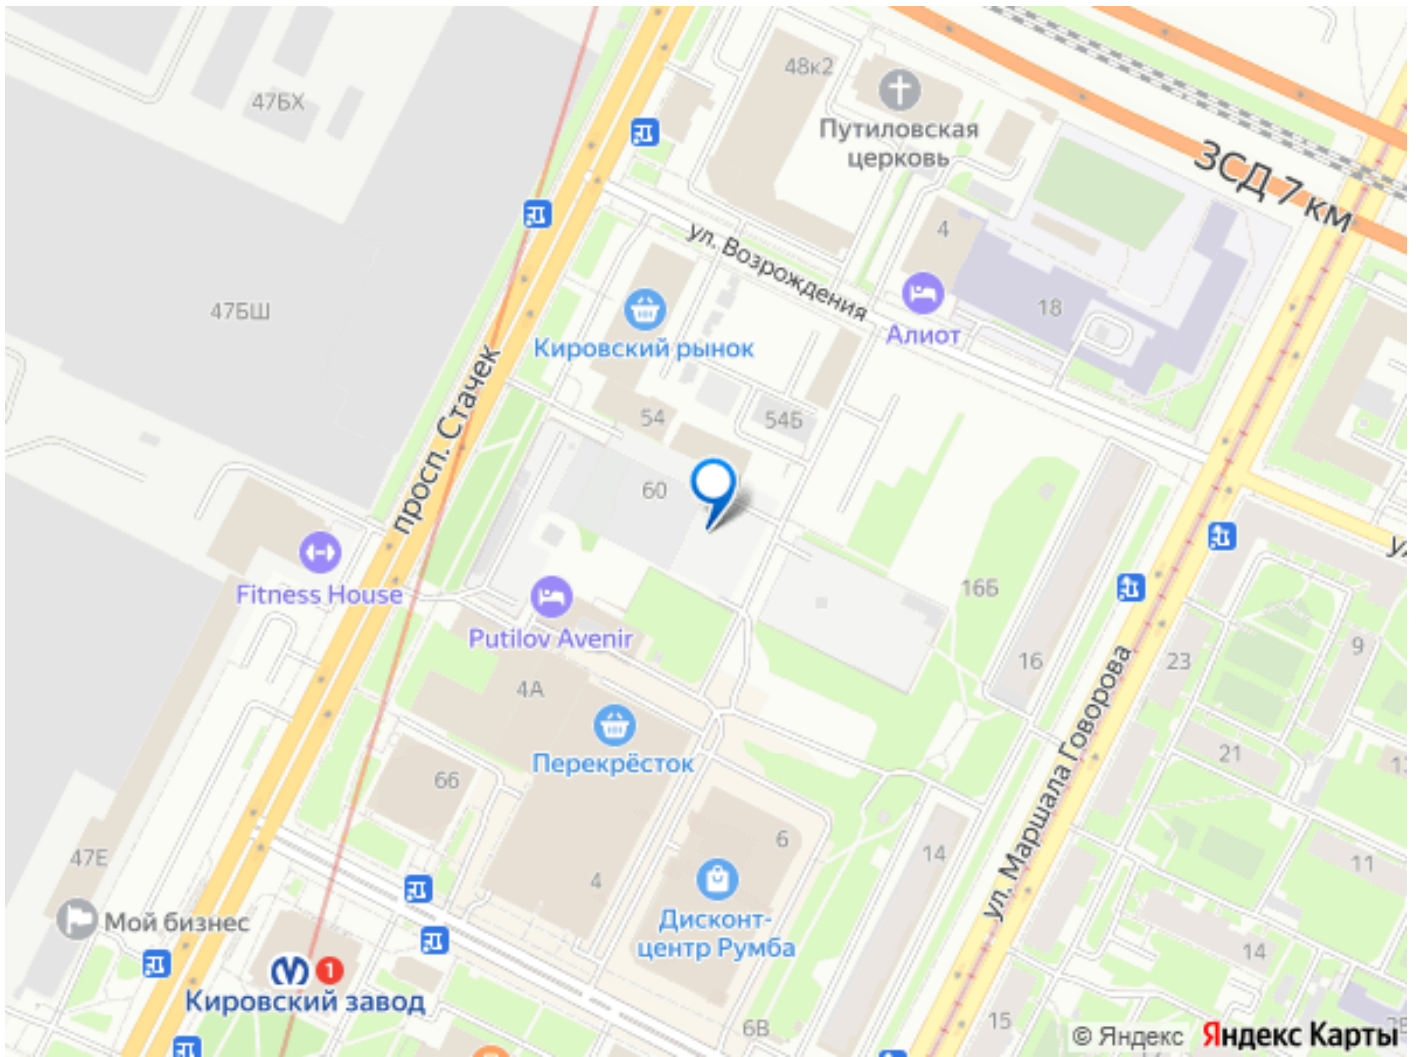 48к2
47БХ
Путиловская
церковь
ЗСД 7 км
4
ул. Возрождения
47БШ
18
Алиот
Кировский рынок
просп. Стачек
54
54Б
60
Fitness House
16Б
Putilov Avenir
16
23
9
4А
ул. Маршала Говорова
Перекрёсток
21
66
6
47Е
14
11
4
Мой бизнес
Дисконт-
центр Румба
14
1
Кировский завод
15
6В
© Яндекс Яндекс Карты